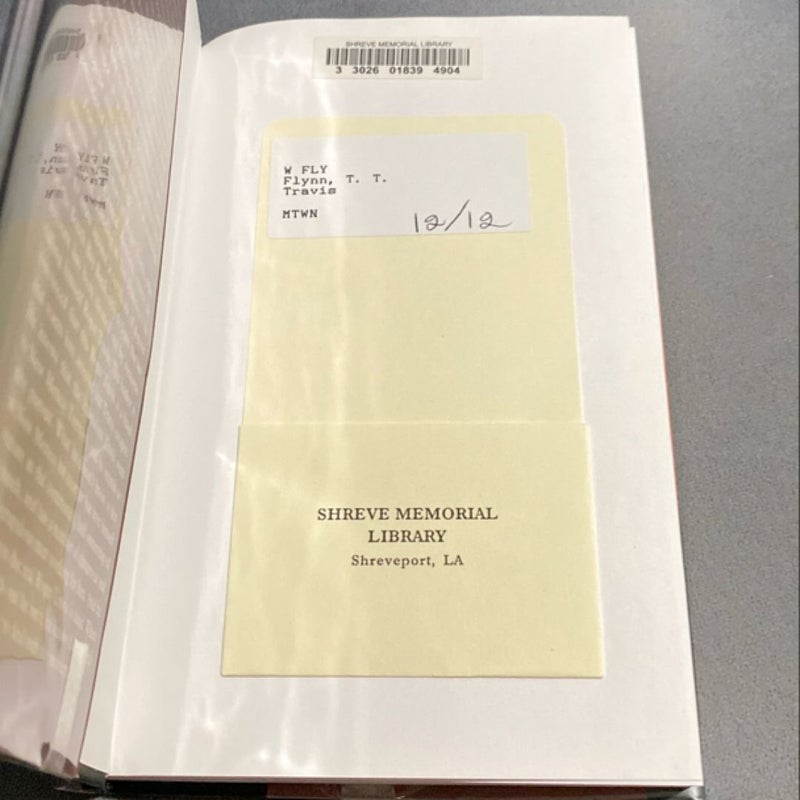 SHREVE MEMORIAL LIBRARY
3 3026 01839 4904
W FLY
Flynn, T. T.
Travis
MTWN
12/12
SHREVE MEMORIAL
LIBRARY
Shreveport, LA